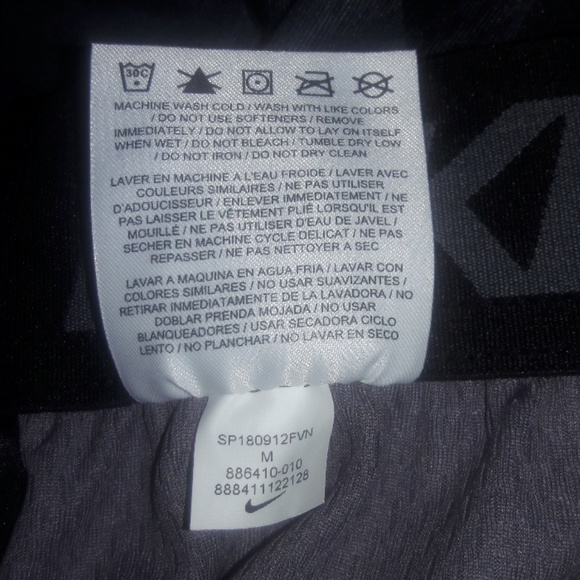 30C
MACHINE WASH COLD / WASH WITH LIKE COLORS
/ DO NOT USE SOFTENERS / REMOVE
IMMEDIATELY / DO NOT ALLOW TO LAY ON ITSELF
WHEN WET / DO NOT BLEACH / TUMBLE DRY LOW
/ DO NOT IRON / DO NOT DRY CLEAN
LAVER EN MACHINE A L'EAU FROIDE / LAVER AVEC
COULEURS SIMILAIRES / NE PAS UTILISER
D'ADOUCISSEUR / ENLEVER IMMEDIATEMENT / NE
PAS LAISSER LE VÊTEMENT PLIÉ LORSQU'IL EST
MOUILLÉ / NE PAS UTILISER D'EAU DE JAVEL /
SECHER EN MACHINE CYCLE DELICAT / NE PAS
REPASSER / NE PAS NETTOYER A SEC
LAVAR A MAQUINA EN AGUA FRIA / LAVAR CON
COLORES SIMILARES / NO USAR SUAVIZANTES /
RETIRAR IMMEDIATAMENTE DE LA LAVADORA / NO
DOBLAR PRENDA MOJADA / NO USAR
BLANQUEADORES / USAR SECADORA CICLO
LENTO / NO PLANCHAR / NO LAVAR EN SECO
SP180912FVN
M
886410-010
888411122128